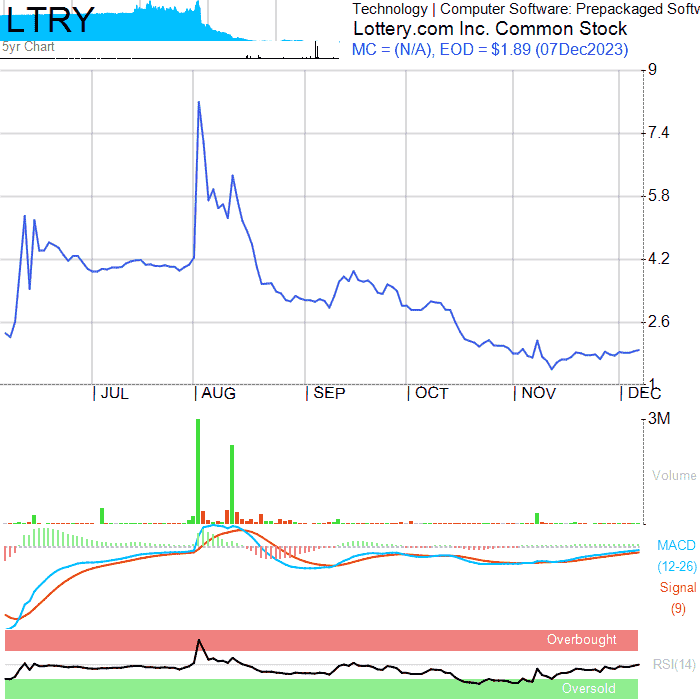 LTRY
5yr Chart
Technology | Computer Software: Prepackaged Softw
Lottery.com Inc. Common Stock
MC = (N/A), EOD = $1.89 (07Dec2023)
9
7.4
5.8
4.2
2.6
1
JUL AUG SEP OCT NOV DEC
3M
Volume
MACD
(12-26)
Signal
(9)
Overbought
RSI(14)
Oversold